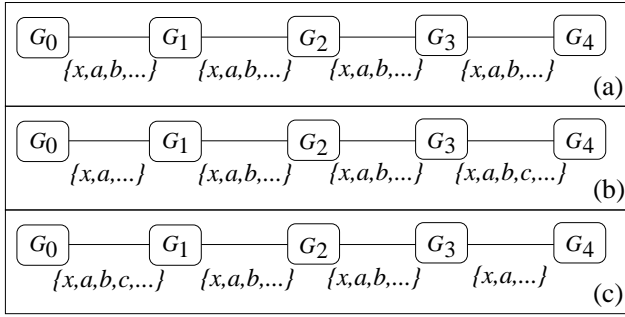 G0 G1 G2 G3 G4
{x,a,b,...} {x,a,b,...} {x,a,b,...} {x,a,b,...}
(a)
G0 G1 G2 G3 G4
{x,a,...} {x,a,b,...} {x,a,b,...} {x,a,b,c,...}
(b)
G0 G1 G2 G3 G4
{x,a,b,c,...} {x,a,b,...} {x,a,b,...} {x,a,...}
(c)